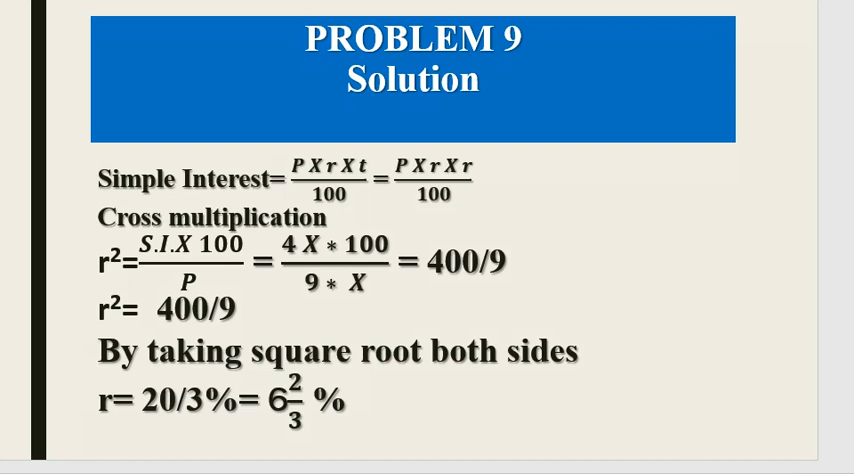 PROBLEM 9
Solution
Simple Interest= P X r X t / 100 = P X r X r / 100
Cross multiplication
r²= S.I.X 100 / P = 4 X * 100 / 9 * X = 400/9
r²= 400/9
By taking square root both sides
r= 20/3%= 6 2/3 %